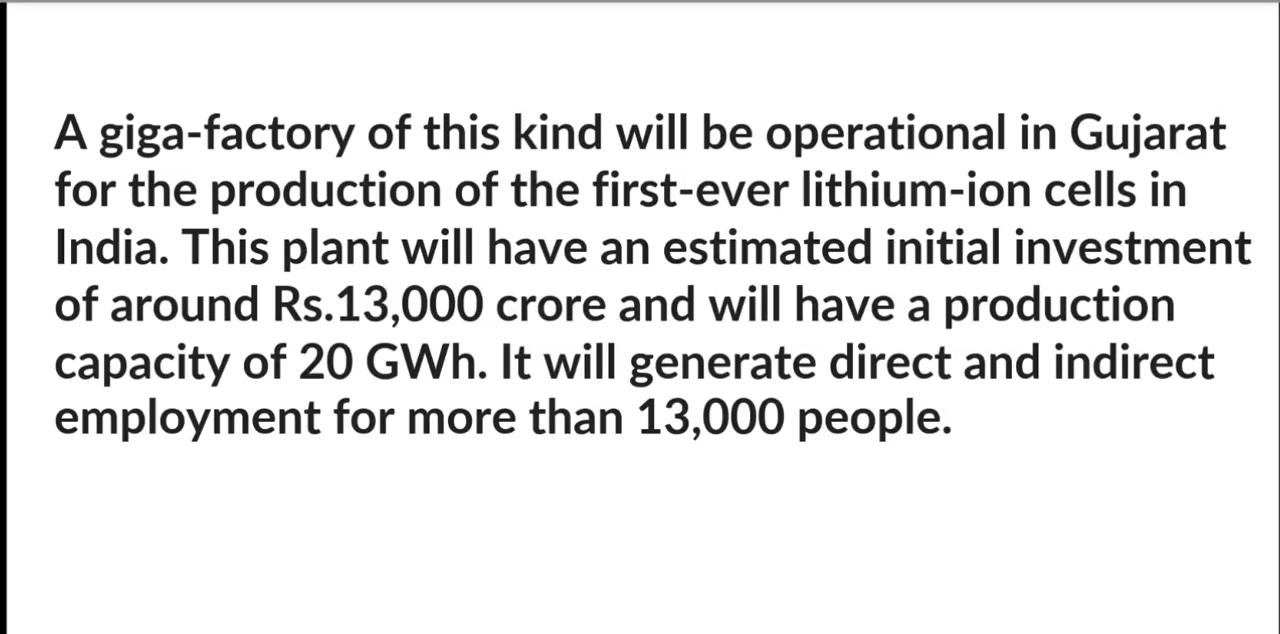 A giga-factory of this kind will be operational in Gujarat
for the production of the first-ever lithium-ion cells in
India. This plant will have an estimated initial investment
of around Rs.13,000 crore and will have a production
capacity of 20 GWh. It will generate direct and indirect
employment for more than 13,000 people.